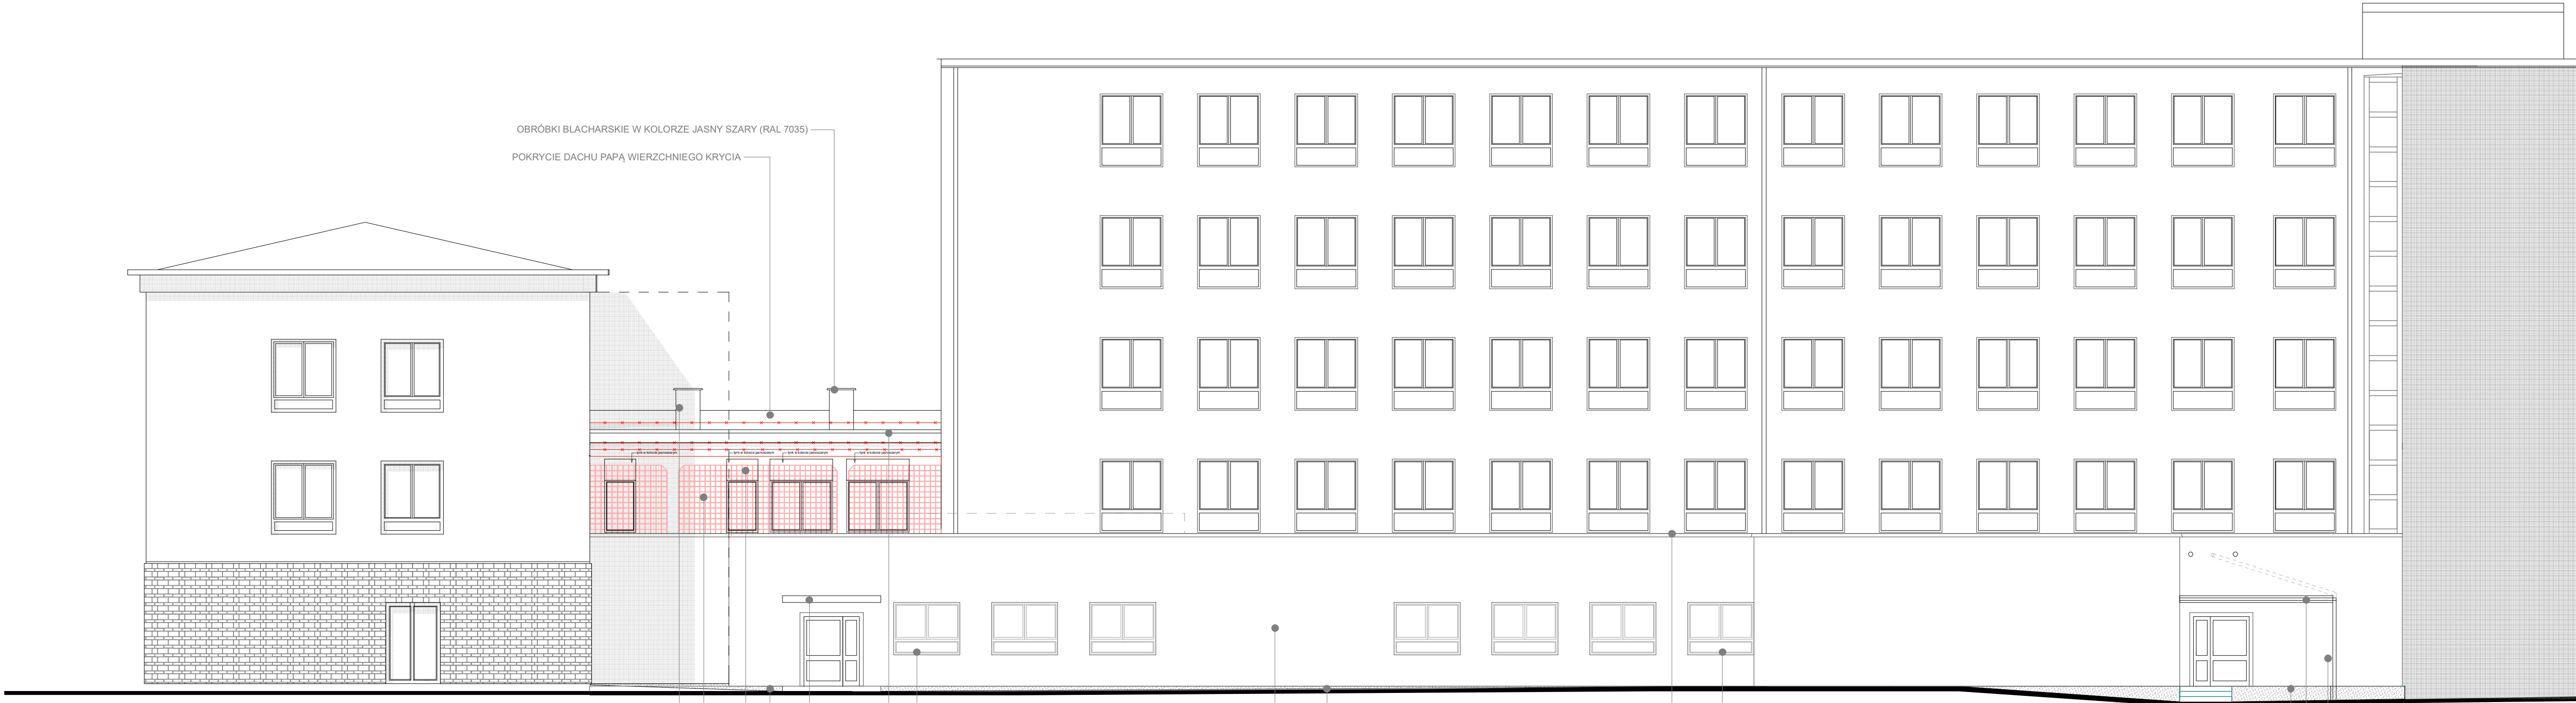 OBRÓBKI BLACHARSKIE W KOLORZE JASNY SZARY (RAL 7035)
POKRYCIE DACHU PAPĄ WIERZCHNIEGO KRYCIA